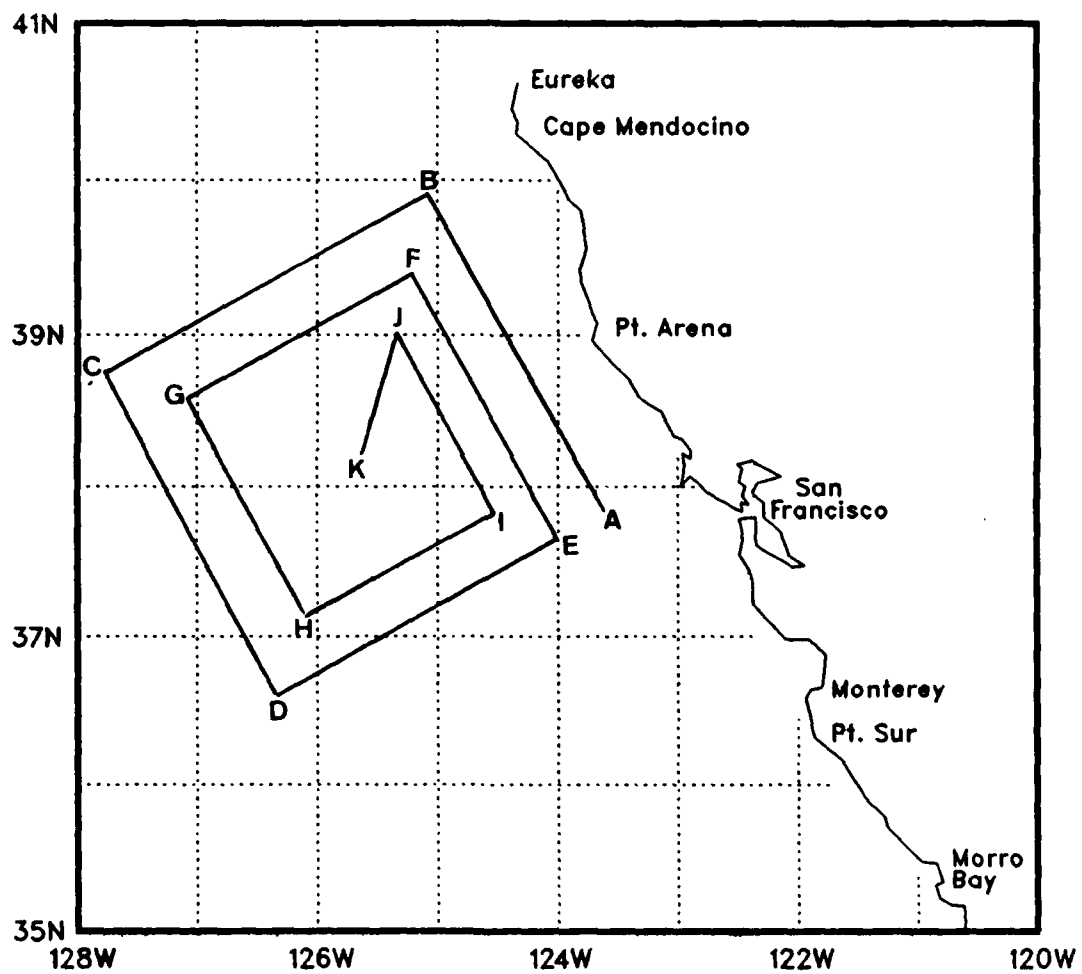 41N
Eureka
Cape Mendocino
B
F
J
39N
Pt. Arena
C
G
K
San
Francisco
A
I
E
H
37N
Monterey
D
Pt. Sur
Morro
Bay
35N
128W
126W
124W
122W
120W